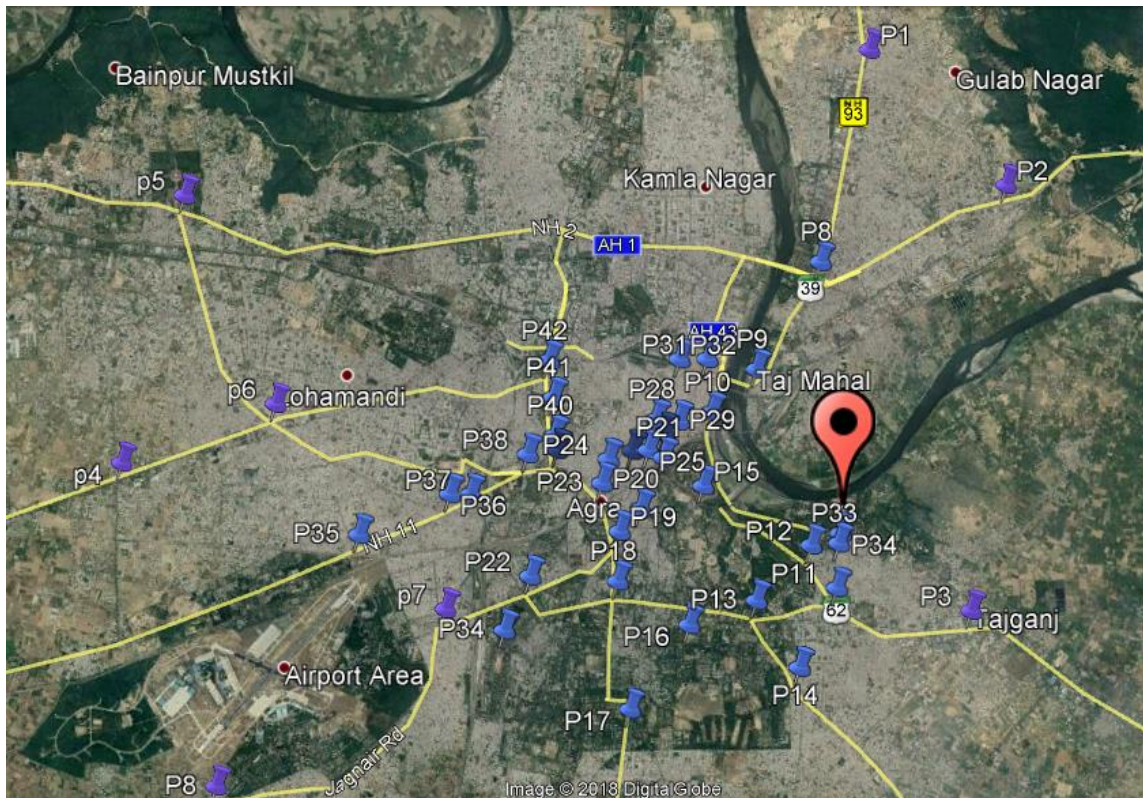 P1
Bainpur Mustkil
Gulab Nagar
NH
93
P2
Kamla Nagar
p5
NH 2
AH 1
P8
39
P42
AH 43
P31
P32
P9
P41
P10
Taj Mahal
P28
p6
Lohamandi
P40
P29
P21
P38
P24
P25
p4
P15
P23
P20
P37
P36
Agra
P19
P33
P12
P35
NH 11
P34
P18
P22
P11
P13
p7
P3
62
P34
P16
Tajganj
Airport Area
P14
P17
Jagnair Rd
P8
Image © 2018 DigitalGlobe